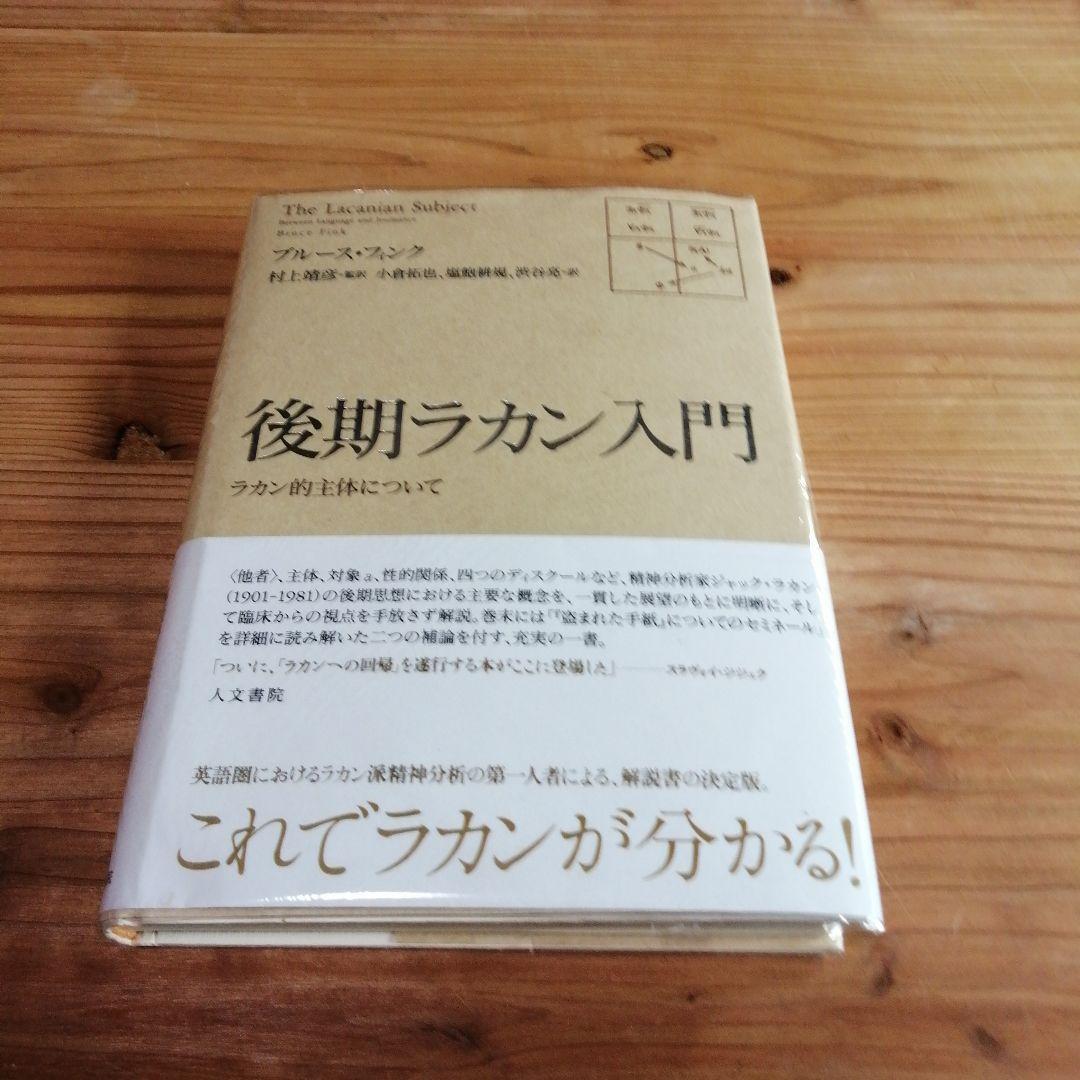 The Lacanian Subject
Between Language and Jouissance
Bruce Fink
ブルース・フィンク
村上靖彦 監訳 小倉拓也、塩飽耕規、渋谷亮 訳
後期ラカン入門
ラカン的主体について
〈他者〉、主体、対象a、性的関係、四つのディスクールなど、精神分析家ジャック・ラカン
(1901-1981)の後期思想における主要な概念を、一貫した展望のもとに明晰に、そし
て臨床からの視点を手放さず解説。巻末には『『盗まれた手紙』についてのセミネール』
を詳細に読み解いた二つの補論を付す、充実の一書。
「ついに、「ラカンへの回帰」を遂行する本がここに登場した」――スラヴォイ・ジジェク
人文書院
英語圏におけるラカン派精神分析の第一人者による、解説書の決定版。
これでラカンが分かる!